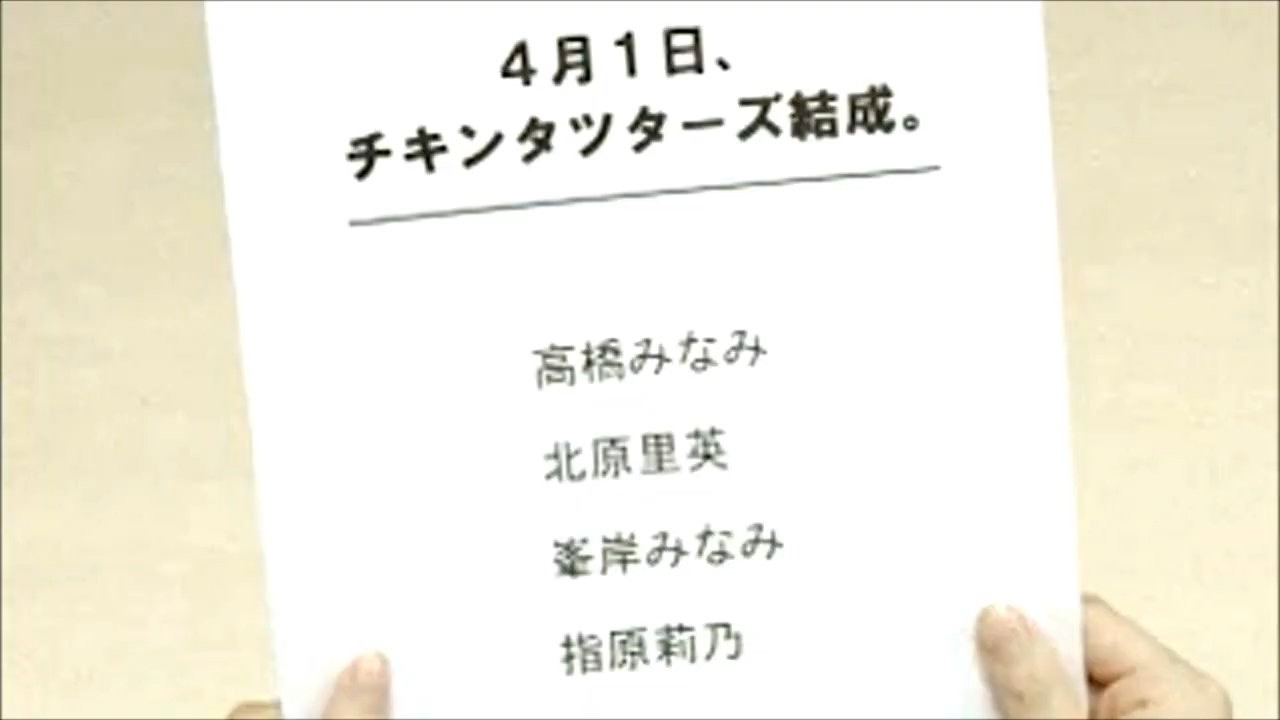 4月1日、
チキンタツターズ結成。
高橋みなみ
北原里英
峯岸みなみ
指原莉乃